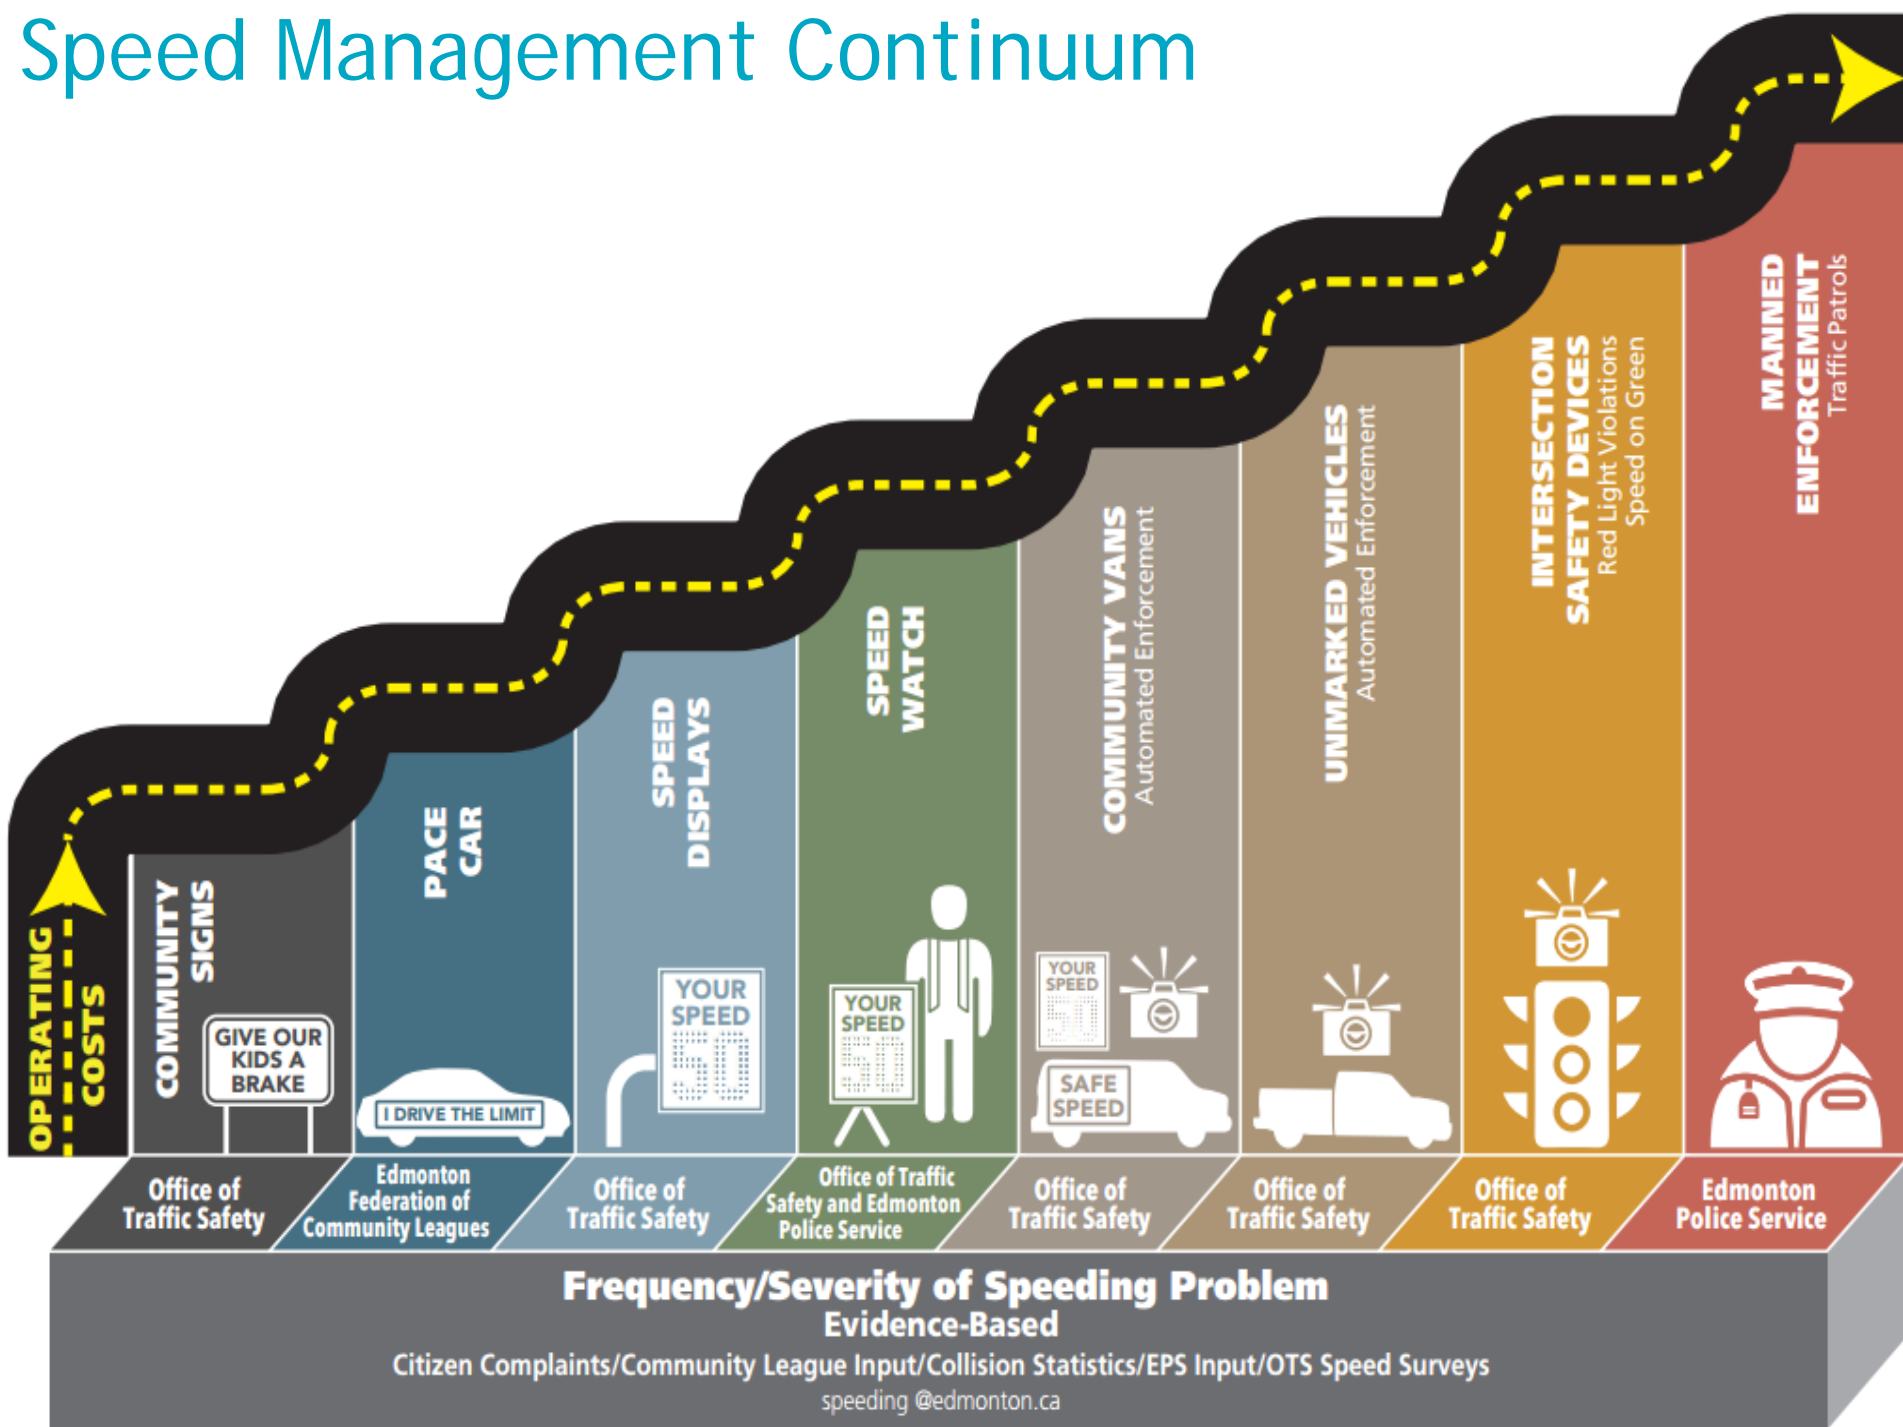 Speed Management Continuum
OPERATING
COSTS
COMMUNITY
SIGNS
GIVE OUR
KIDS A
BRAKE
PACE
CAR
I DRIVE THE LIMIT
SPEED
DISPLAYS
YOUR
SPEED
50
SPEED
WATCH
YOUR
SPEED
50
COMMUNITY VANS
Automated Enforcement
YOUR
SPEED
50
SAFE
SPEED
UNMARKED VEHICLES
Automated Enforcement
INTERSECTION
SAFETY DEVICES
Red Light Violations
Speed on Green
MANNED
ENFORCEMENT
Traffic Patrols
Office of
Traffic Safety
Edmonton
Federation of
Community Leagues
Office of
Traffic Safety
Office of Traffic
Safety and Edmonton
Police Service
Office of
Traffic Safety
Office of
Traffic Safety
Office of
Traffic Safety
Edmonton
Police Service
Frequency/Severity of Speeding Problem
Evidence-Based
Citizen Complaints/Community League Input/Collision Statistics/EPS Input/OTS Speed Surveys
speeding @edmonton.ca